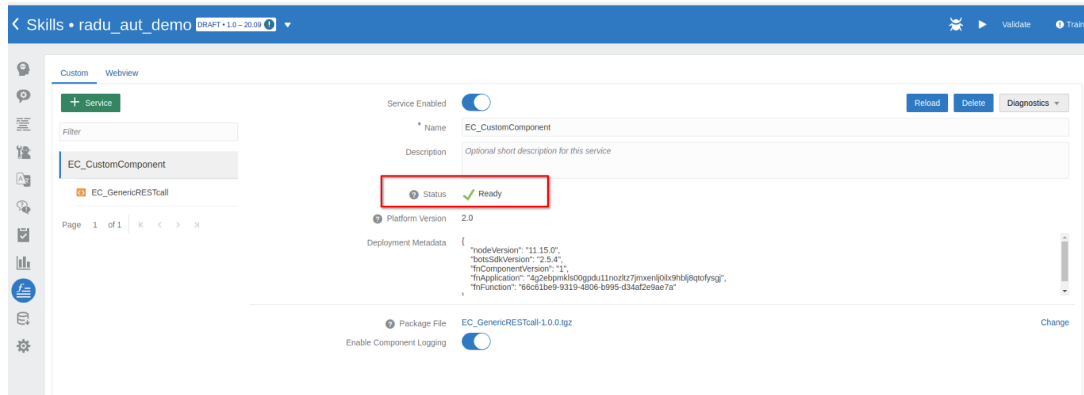 Skills • radu_aut_demo DRAFT • 1.0 – 20.09
Validate
Train
Custom Webview
+ Service
Filter
EC_CustomComponent
EC_GenericRESTcall
Page 1 of 1
Service Enabled
Reload Delete Diagnostics
* Name EC_CustomComponent
Description Optional short description for this service
Status Ready
Platform Version 2.0
Deployment Metadata {
"nodeVersion": "11.15.0",
"botsSdkVersion": "2.5.4",
"fnComponentVersion": "1",
"fnApplication":
"fnFunction": "66c61be9-9319-4806-b995-d34af2e9ae7a"
Package File EC_GenericRESTcall-1.0.0.tgz Change
Enable Component Logging